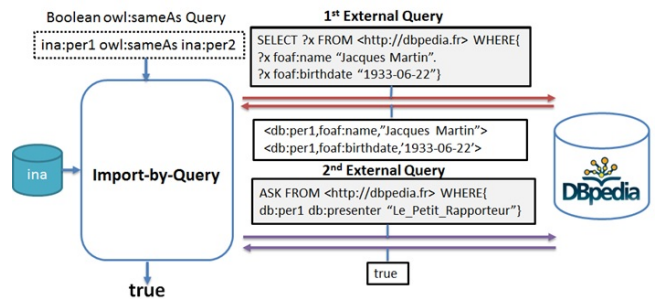 Boolean owl:sameAs Query
ina:per1 owl:sameAs ina:per2
ina
Import-by-Query
true
1st External Query
SELECT ?x FROM <http://dbpedia.fr> WHERE{
?x foaf:name “Jacques Martin”.
?x foaf:birthdate “1933-06-22”}
<db:per1,foaf:name,”Jacques Martin”>
<db:per1,foaf:birthdate,’1933-06-22’>
2nd External Query
ASK FROM <http://dbpedia.fr> WHERE{
db:per1 db:presenter “Le_Petit_Rapporteur”}
true
DBpedia